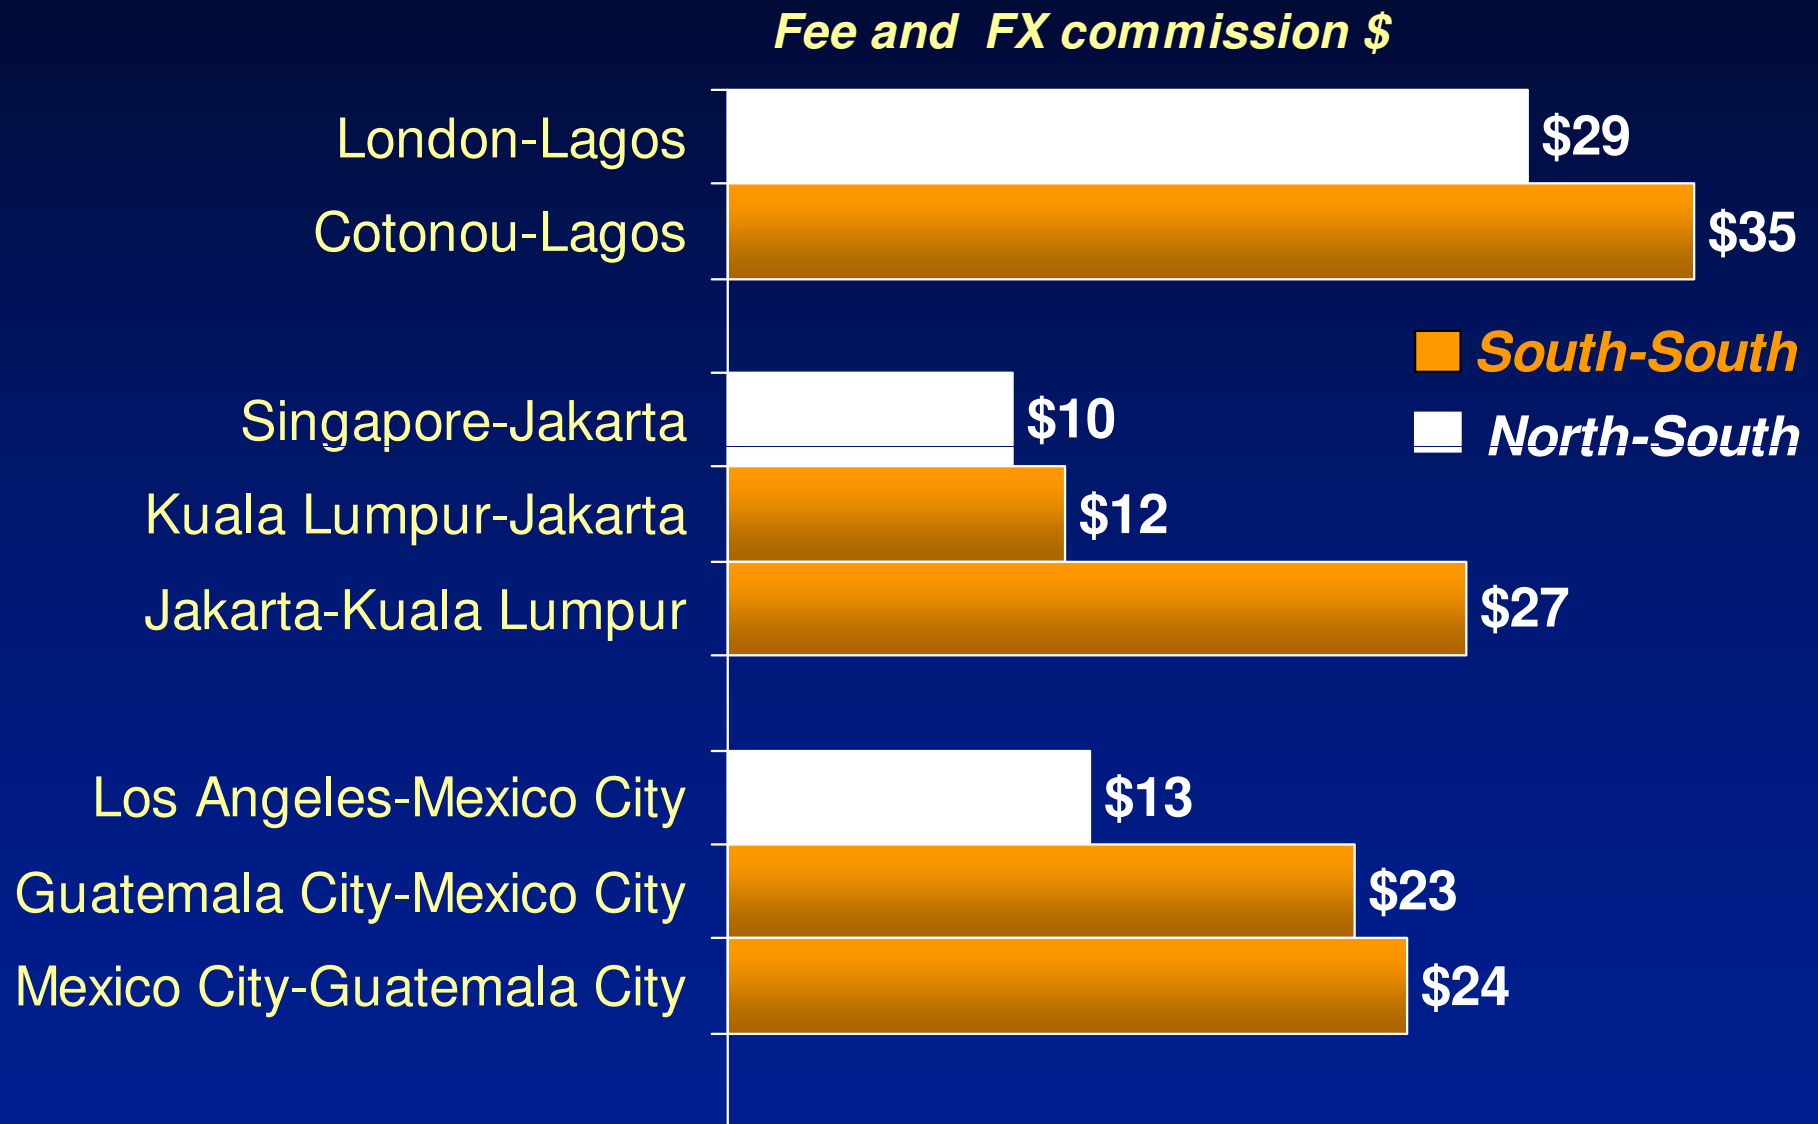 Fee and FX commission $
London-Lagos $29
Cotonou-Lagos $35
South-South
Singapore-Jakarta $10
North-South
Kuala Lumpur-Jakarta $12
Jakarta-Kuala Lumpur $27
Los Angeles-Mexico City $13
Guatemala City-Mexico City $23
Mexico City-Guatemala City $24